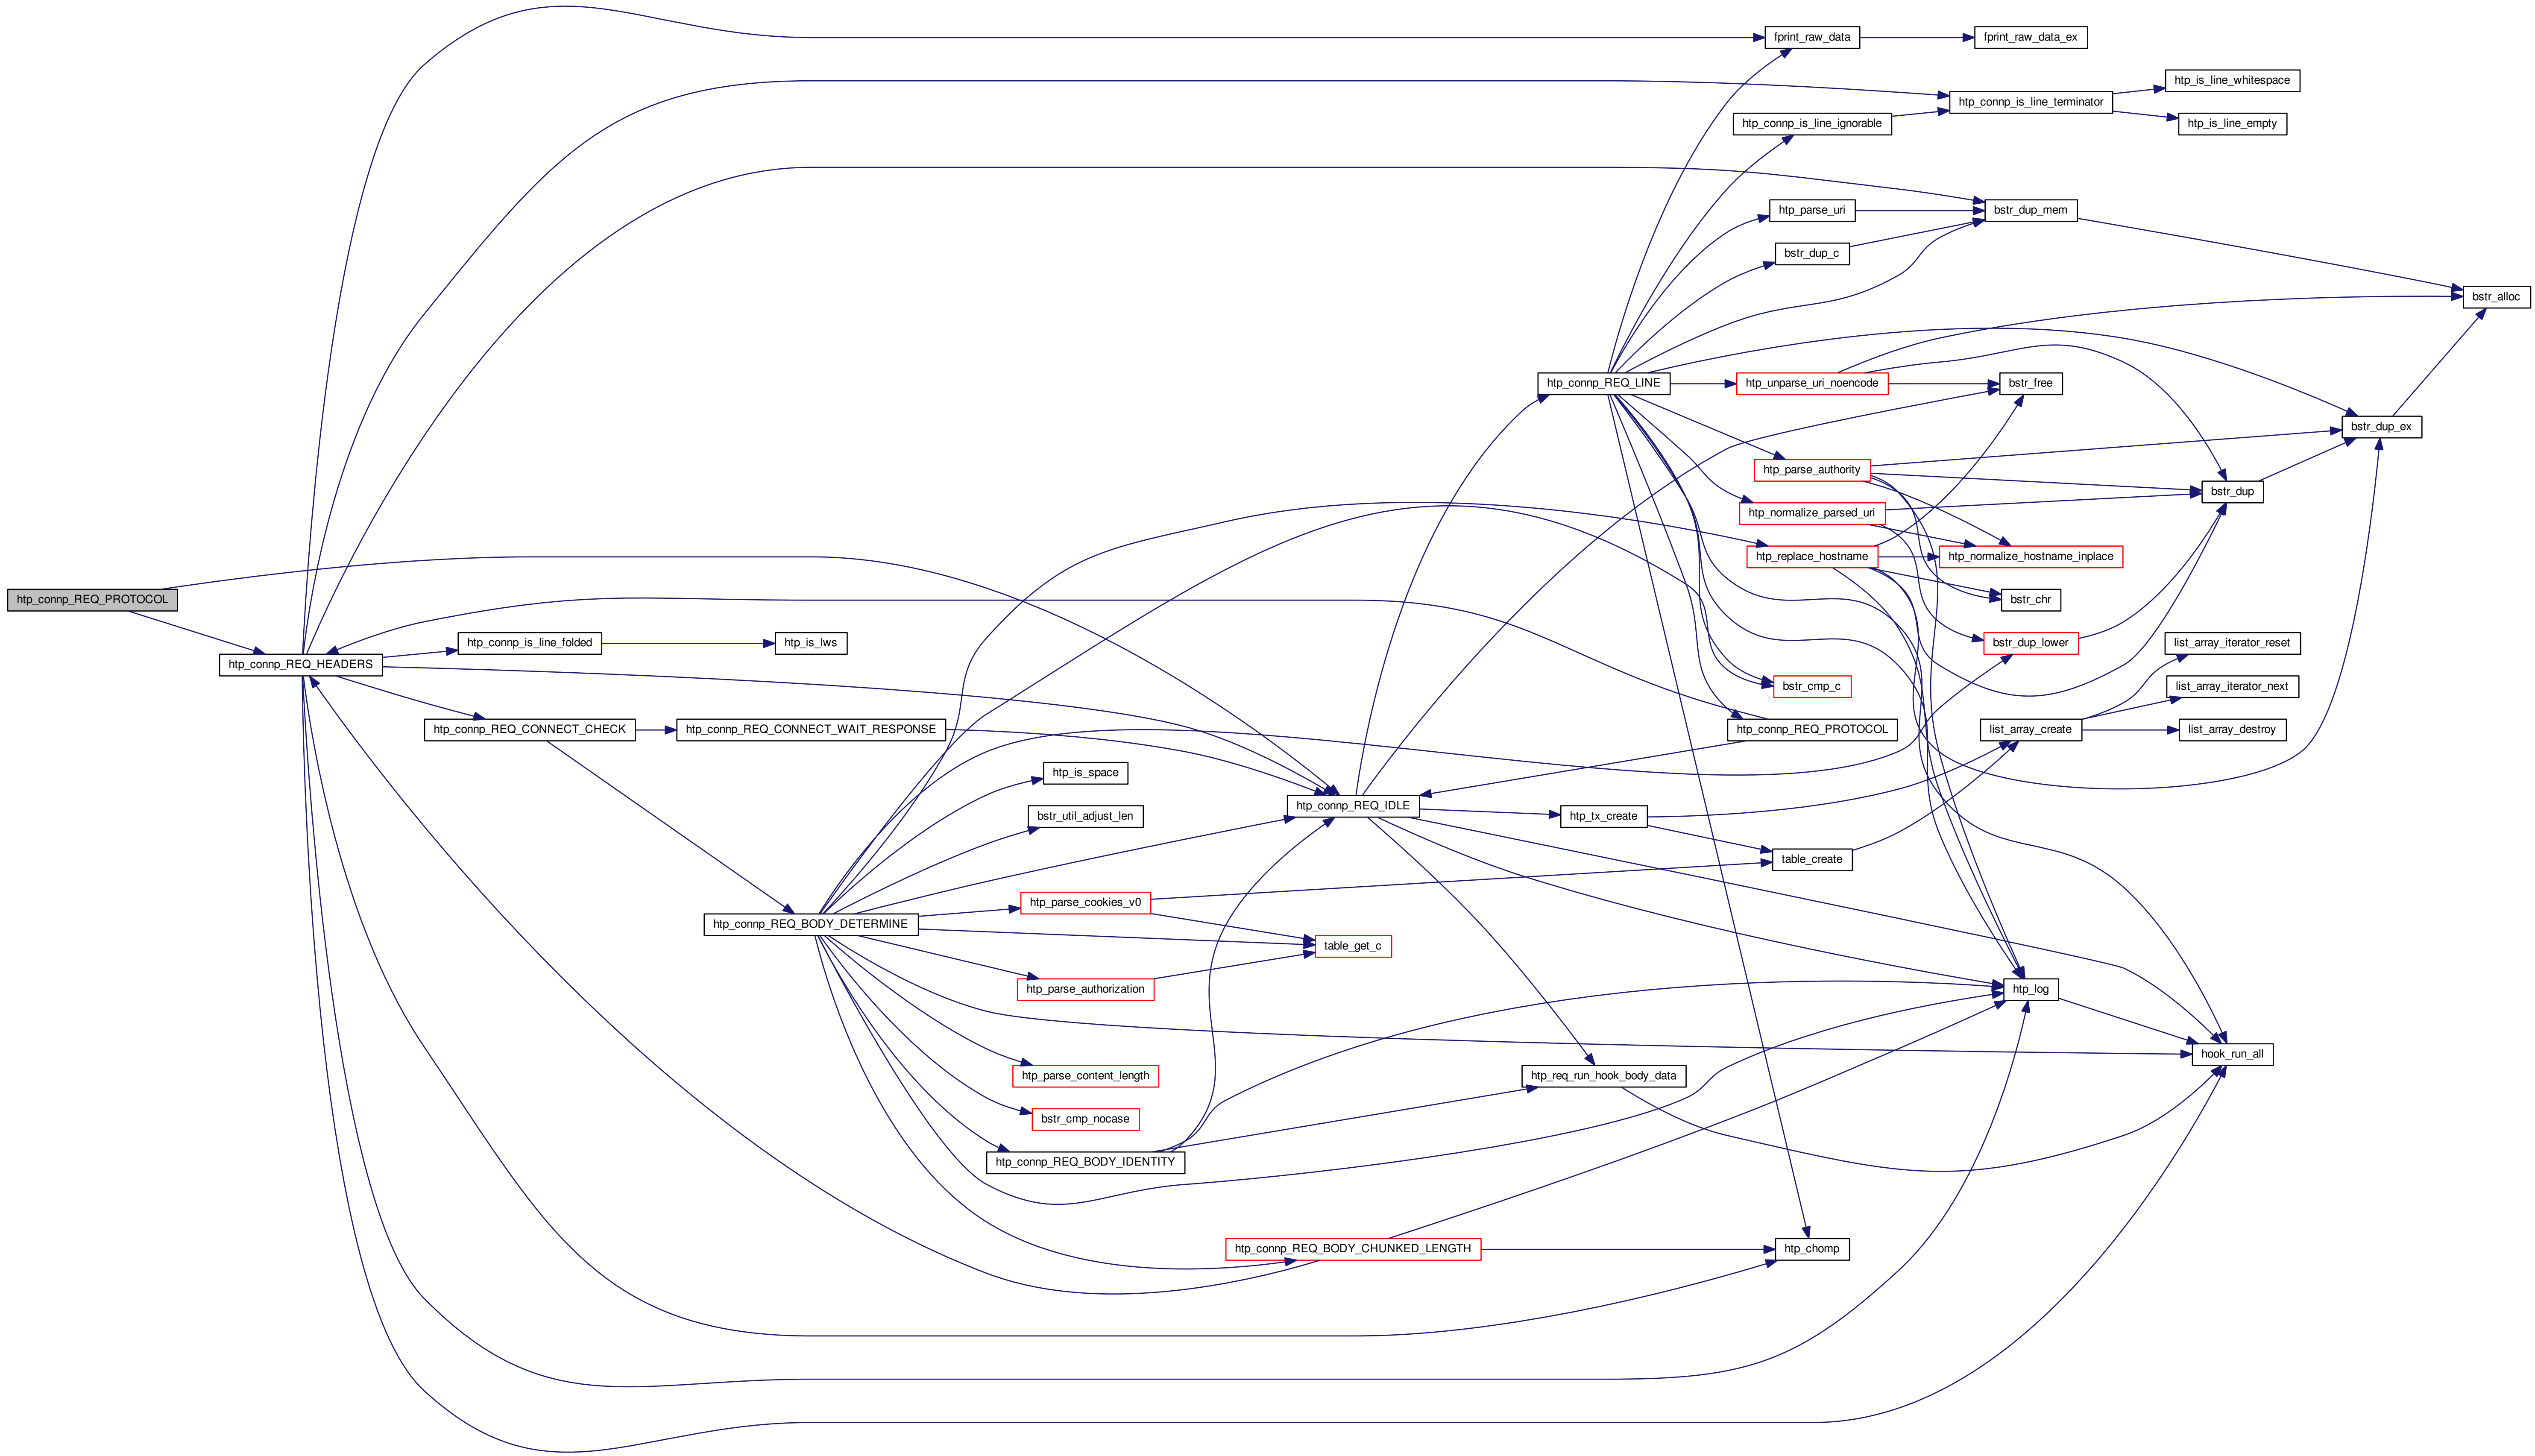 htp_connp_REQ_PROTOCOL
htp_connp_REQ_HEADERS
htp_connp_is_line_folded
htp_is_lws
htp_connp_REQ_CONNECT_CHECK
htp_connp_REQ_CONNECT_WAIT_RESPONSE
htp_connp_REQ_BODY_DETERMINE
htp_is_space
bstr_util_adjust_len
htp_parse_cookies_v0
htp_parse_authorization
htp_parse_content_length
bstr_cmp_nocase
htp_connp_REQ_BODY_IDENTITY
htp_connp_REQ_BODY_CHUNKED_LENGTH
htp_connp_REQ_IDLE
table_get_c
htp_connp_REQ_LINE
htp_tx_create
htp_req_run_hook_body_data
fprint_raw_data
fprint_raw_data_ex
htp_connp_is_line_ignorable
htp_connp_is_line_terminator
htp_is_line_whitespace
htp_is_line_empty
htp_parse_uri
bstr_dup_c
bstr_dup_mem
bstr_alloc
htp_unparse_uri_noencode
bstr_free
bstr_dup_ex
htp_parse_authority
htp_normalize_parsed_uri
htp_replace_hostname
bstr_dup
htp_normalize_hostname_inplace
bstr_chr
bstr_dup_lower
bstr_cmp_c
htp_connp_REQ_PROTOCOL
list_array_iterator_reset
list_array_iterator_next
list_array_create
list_array_destroy
table_create
htp_log
hook_run_all
htp_chomp